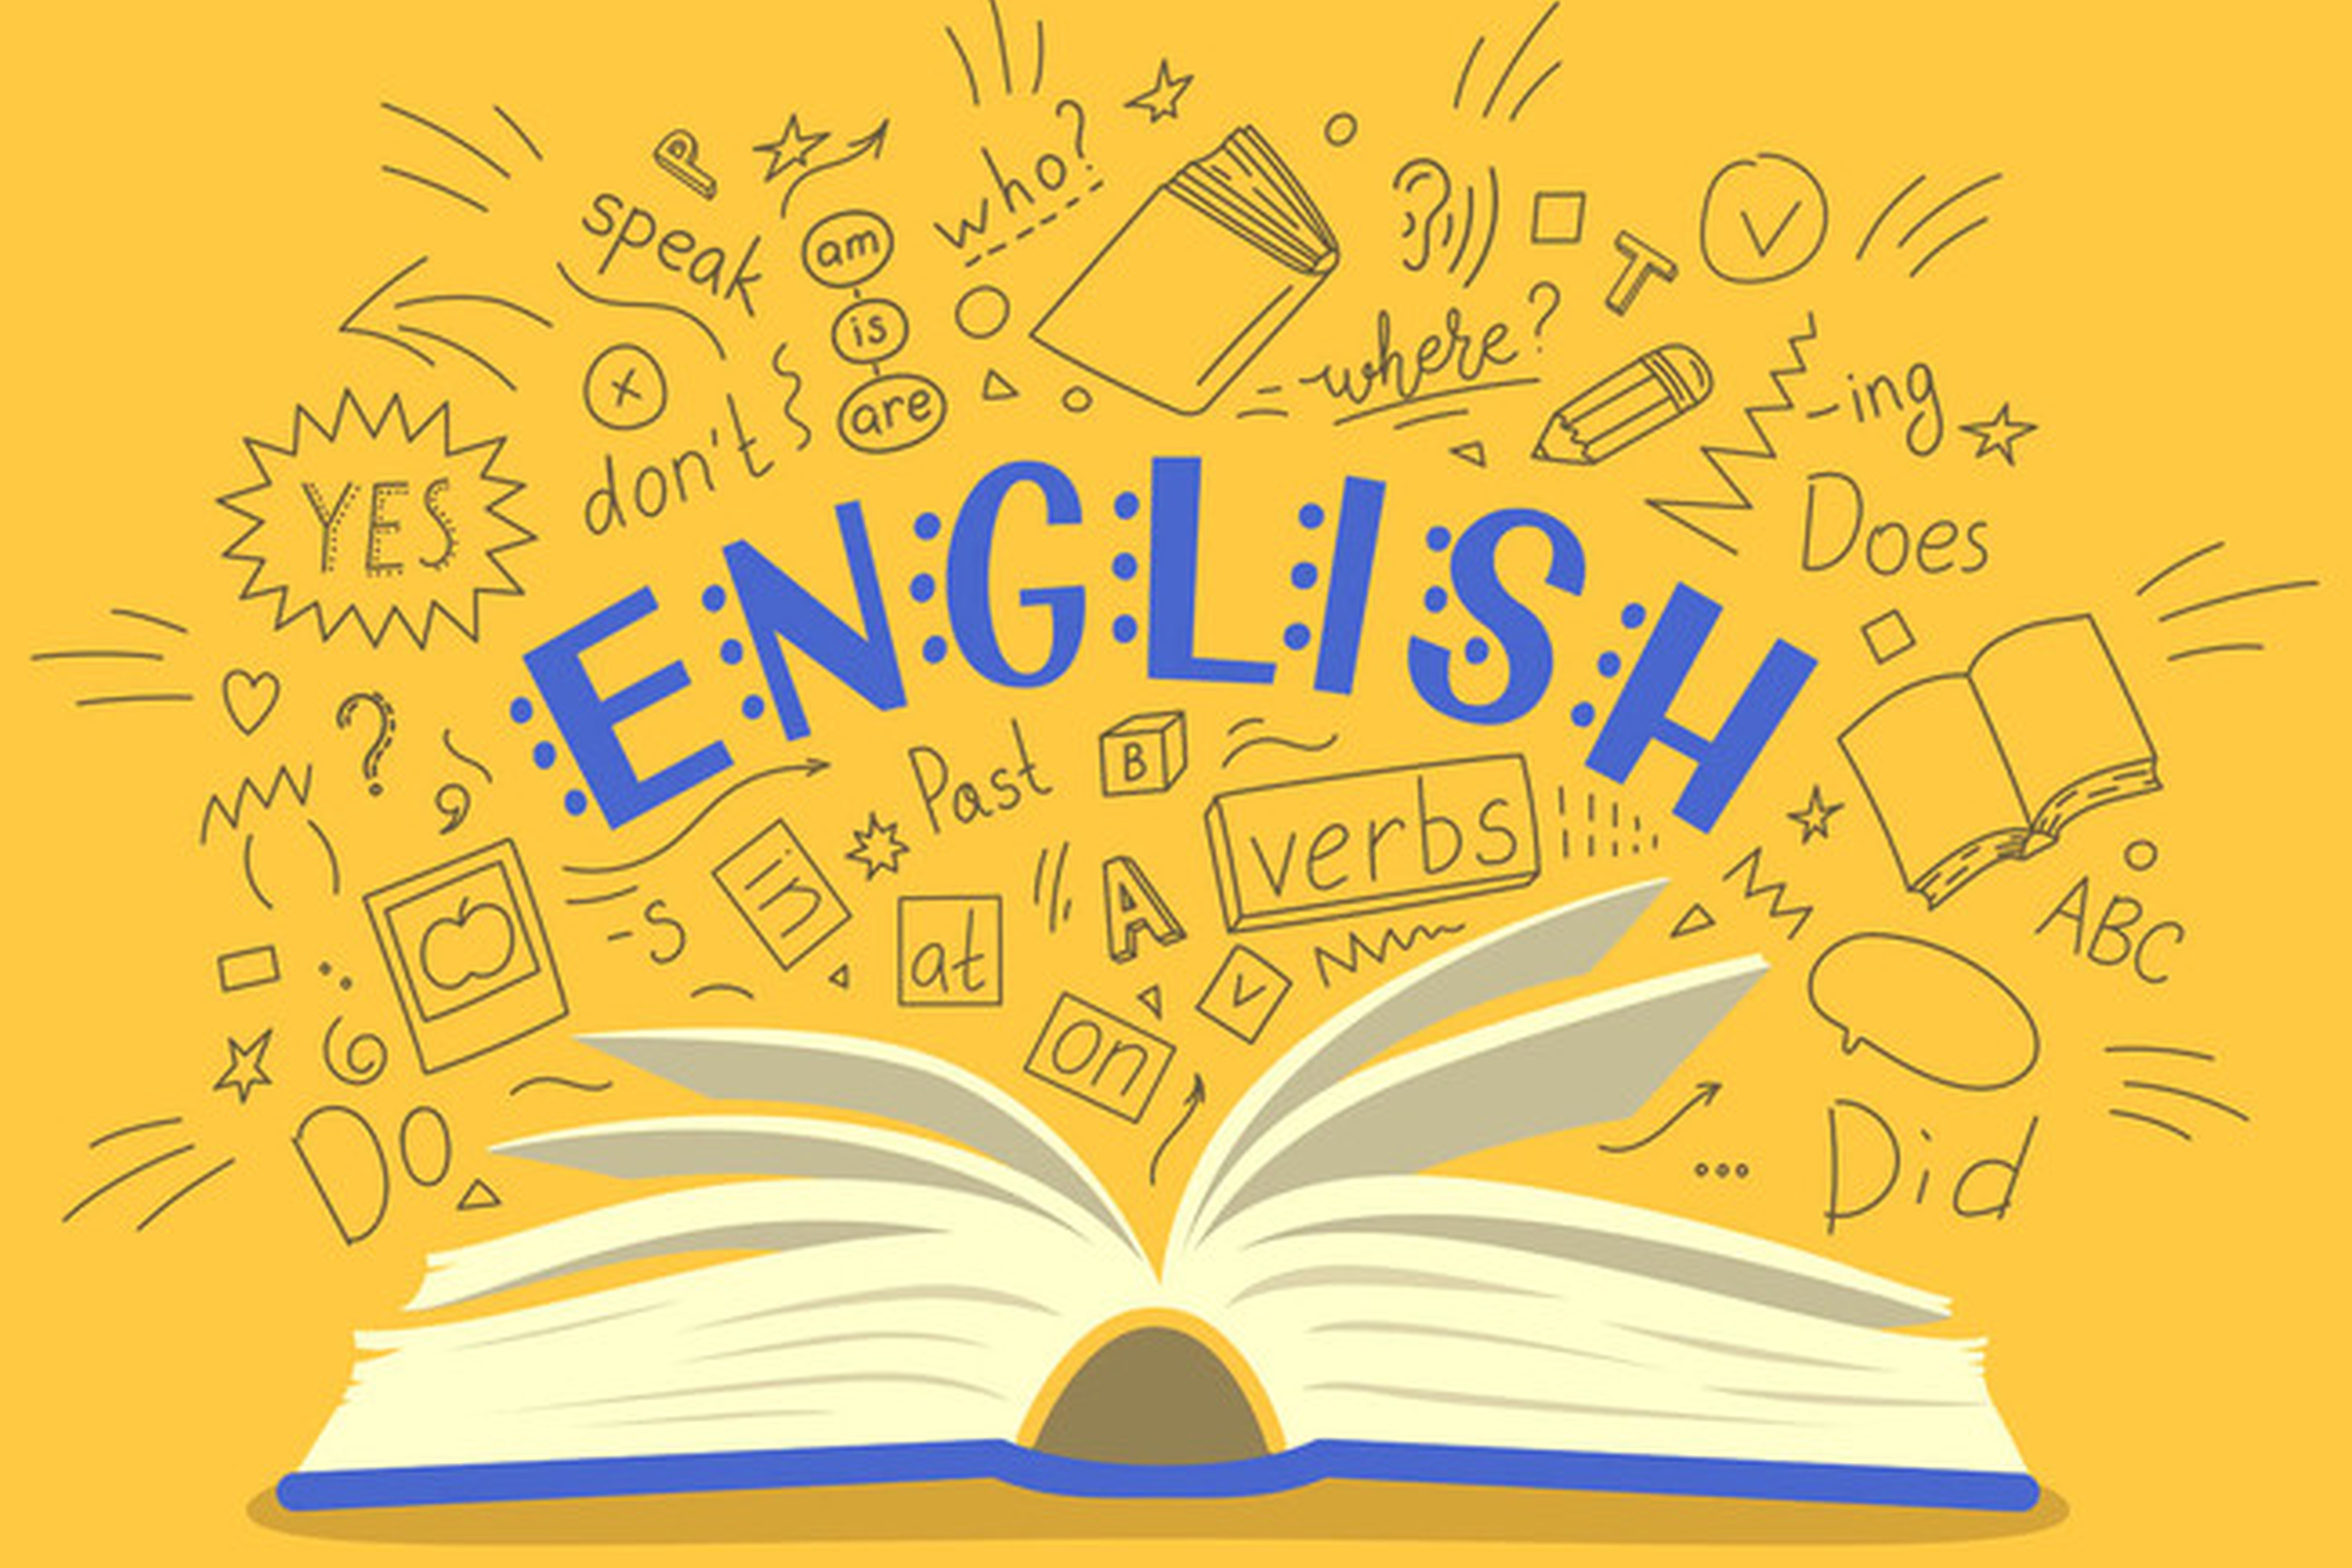 P
speak
am
is
are
who?
where?
T
-ing
YES
don't
Does
ENGLISH
?
Past
B
verbs
-S
in
at
A
on
ABC
Do
Did
...